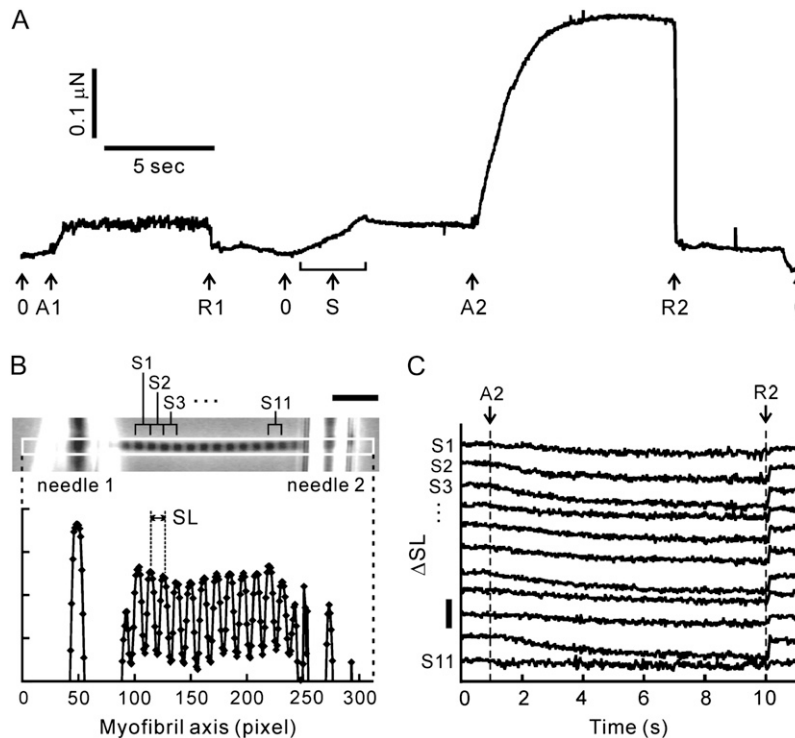 A
0.1 µN
5 sec
0 A1 R1 0 S A2 R2
B
S1
S2
S3 ··· S11
needle 1 needle 2
SL
0 50 100 150 200 250 300
Myofibril axis (pixel)
C
A2 R2
S1
S2
S3
⋮
S11
ΔSL
0 2 4 6 8 10
Time (s)